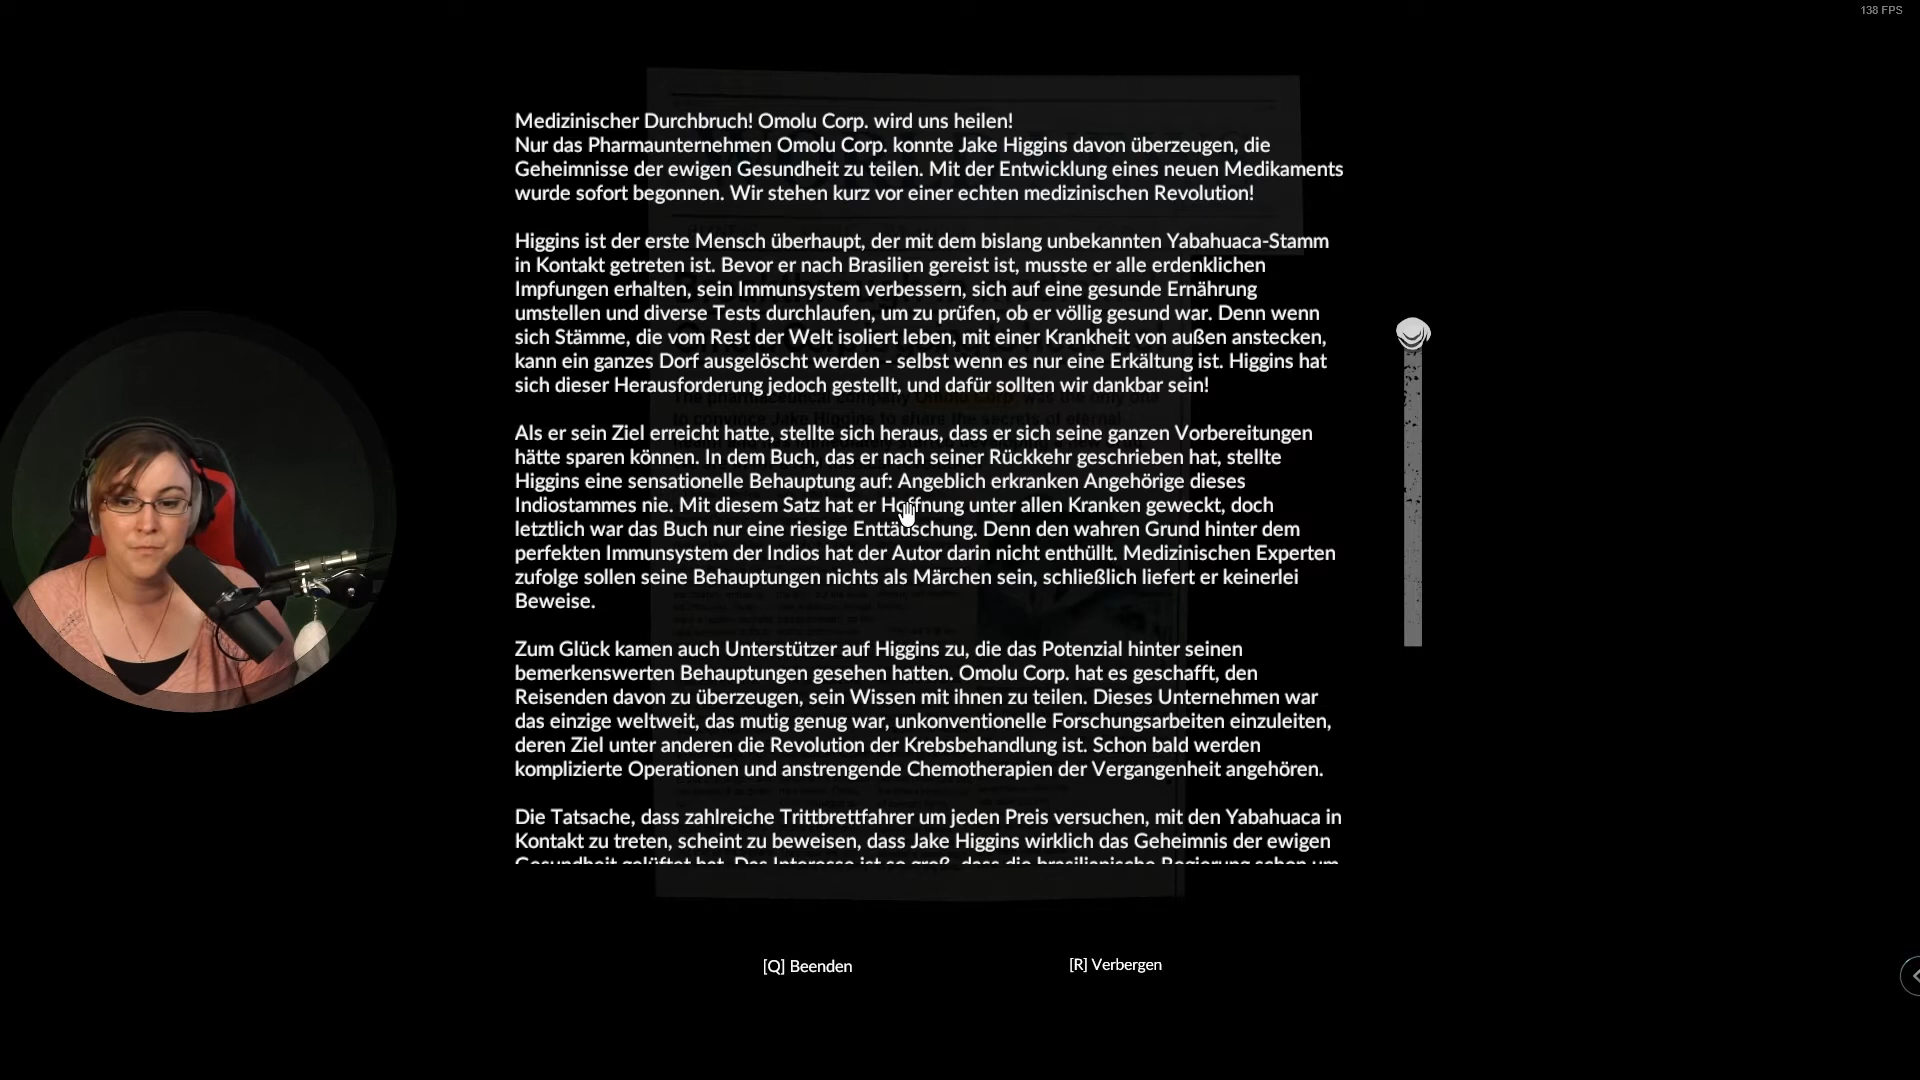 138 FPS
Medizinischer Durchbruch! Omolu Corp. wird uns heilen!
Nur das Pharmaunternehmen Omolu Corp. konnte Jake Higgins davon überzeugen, die
Geheimnisse der ewigen Gesundheit zu teilen. Mit der Entwicklung eines neuen Medikaments
wurde sofort begonnen. Wir stehen kurz vor einer echten medizinischen Revolution!
Higgins ist der erste Mensch überhaupt, der mit dem bislang unbekannten Yabahuaca-Stamm
in Kontakt getreten ist. Bevor er nach Brasilien gereist ist, musste er alle erdenklichen
Impfungen erhalten, sein Immunsystem verbessern, sich auf eine gesunde Ernährung
umstellen und diverse Tests durchlaufen, um zu prüfen, ob er völlig gesund war. Denn wenn
sich Stämme, die vom Rest der Welt isoliert leben, mit einer Krankheit von außen anstecken,
kann ein ganzes Dorf ausgelöscht werden - selbst wenn es nur eine Erkältung ist. Higgins hat
sich dieser Herausforderung jedoch gestellt, und dafür sollten wir dankbar sein!
Als er sein Ziel erreicht hatte, stellte sich heraus, dass er sich seine ganzen Vorbereitungen
hätte sparen können. In dem Buch, das er nach seiner Rückkehr geschrieben hat, stellte
Higgins eine sensationelle Behauptung auf: Angeblich erkranken Angehörige dieses
Indiostammes nie. Mit diesem Satz hat er Hoffnung unter allen Kranken geweckt, doch
letztlich war das Buch nur eine riesige Enttäuschung. Denn den wahren Grund hinter dem
perfekten Immunsystem der Indios hat der Autor darin nicht enthüllt. Medizinischen Experten
zufolge sollen seine Behauptungen nichts als Märchen sein, schließlich liefert er keinerlei
Beweise.
Zum Glück kamen auch Unterstützer auf Higgins zu, die das Potenzial hinter seinen
bemerkenswerten Behauptungen gesehen hatten. Omolu Corp. hat es geschafft, den
Reisenden davon zu überzeugen, sein Wissen mit ihnen zu teilen. Dieses Unternehmen war
das einzige weltweit, das mutig genug war, unkonventionelle Forschungsarbeiten einzuleiten,
deren Ziel unter anderen die Revolution der Krebsbehandlung ist. Schon bald werden
komplizierte Operationen und anstrengende Chemotherapien der Vergangenheit angehören.
Die Tatsache, dass zahlreiche Trittbrettfahrer um jeden Preis versuchen, mit den Yabahuaca in
Kontakt zu treten, scheint zu beweisen, dass Jake Higgins wirklich das Geheimnis der ewigen
Gesundheit gelüftet hat. Das Interesse ist so groß, dass die brasilianische Regierung schon um
[Q] Beenden
[R] Verbergen